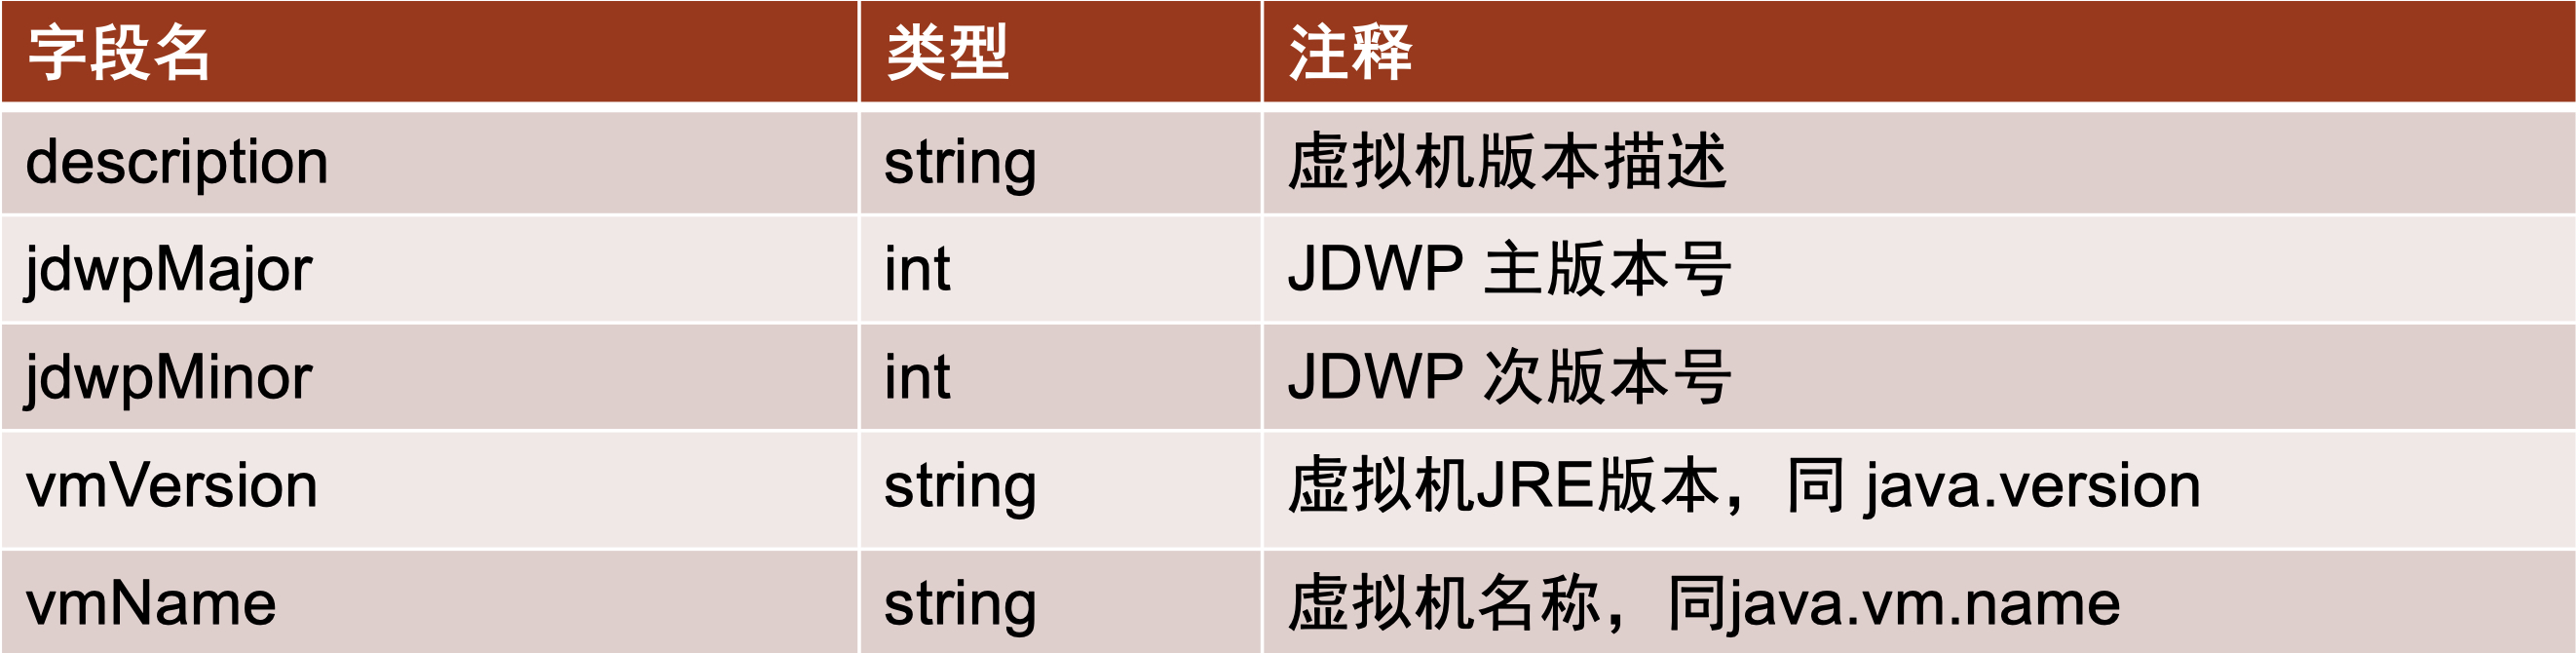 字段名 类型 注释
description string 虚拟机版本描述
jdwpMajor int JDWP 主版本号
jdwpMinor int JDWP 次版本号
vmVersion string 虚拟机JRE版本，同 java.version
vmName string 虚拟机名称，同java.vm.name